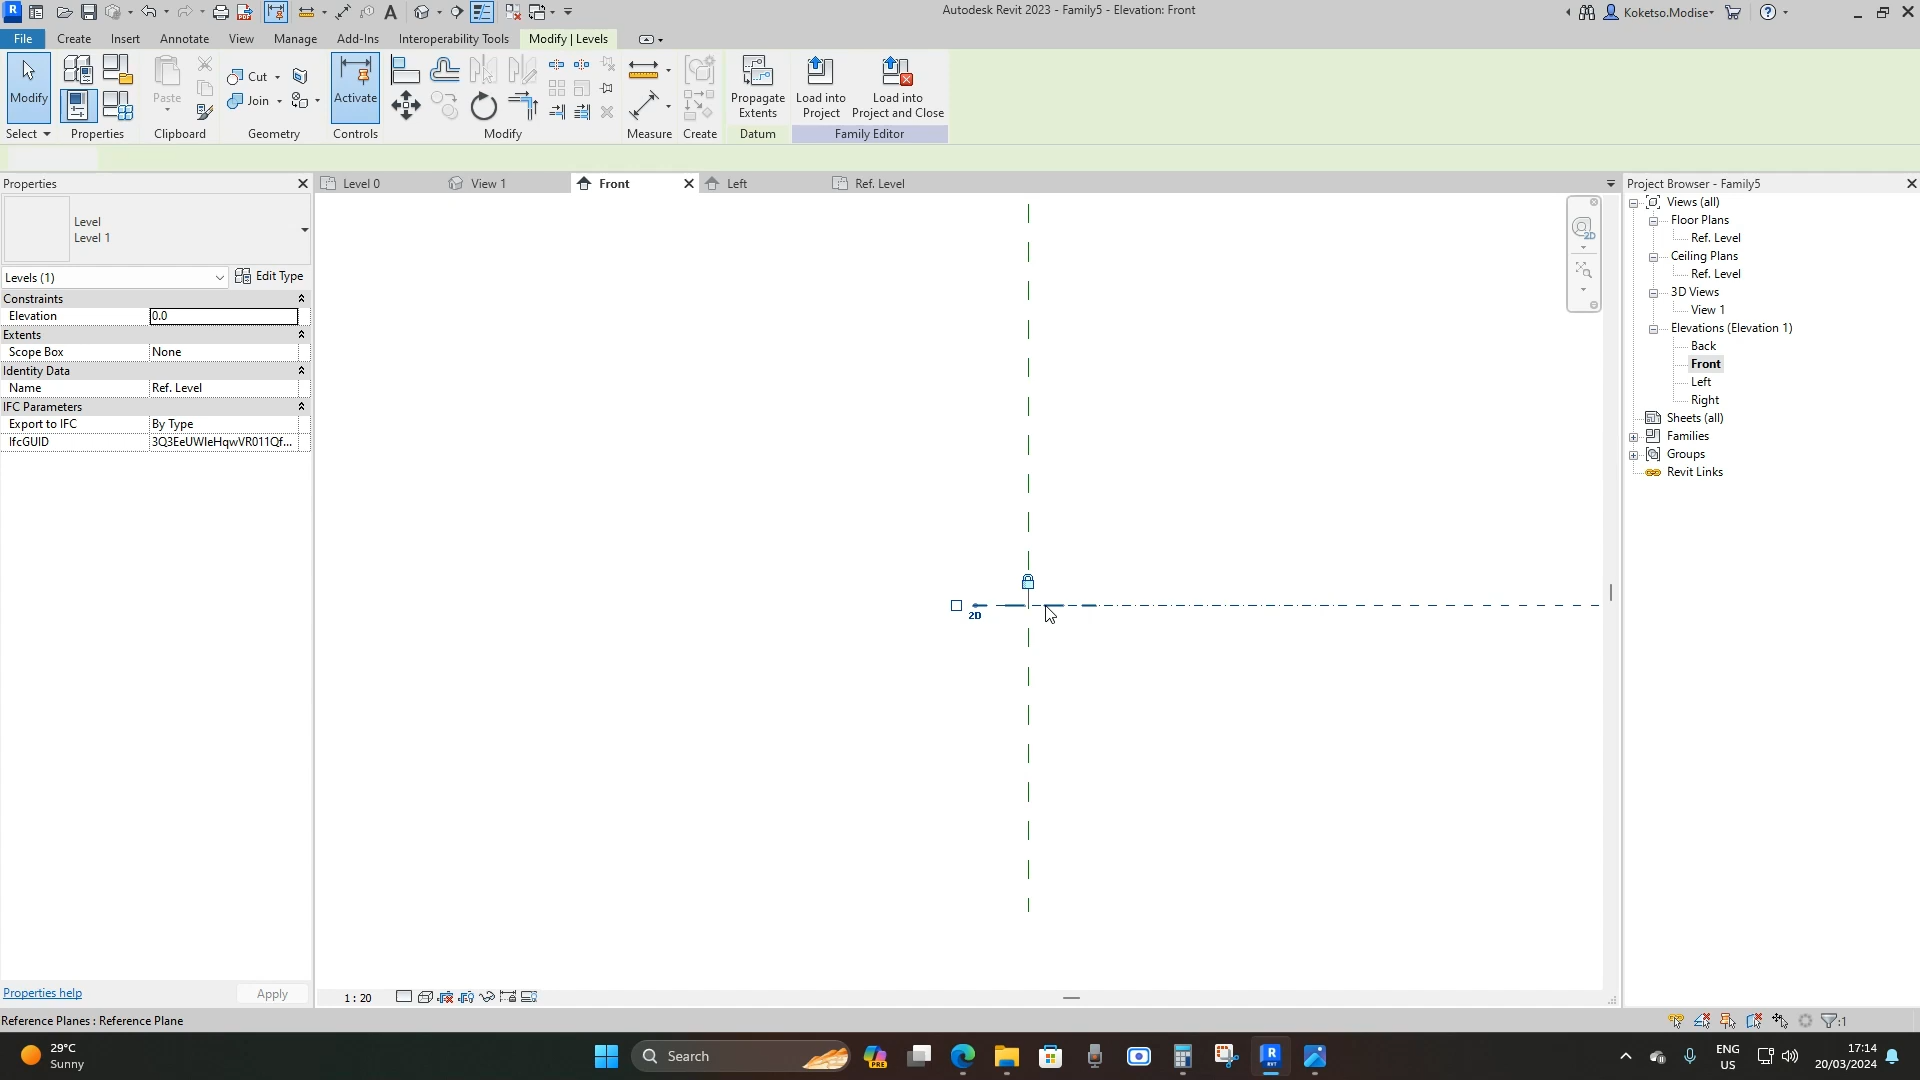 Autodesk Revit 2023 - Family5 - Elevation: Front
Koketso.Modise
File Create Insert Annotate View Manage Add-Ins Interoperability Tools Modify | Levels
Modify
Paste
Cut
Join
Activate
Propagate Extents
Load into Project
Load into Project and Close
Select Properties Clipboard Geometry Controls Modify Measure Create Datum Family Editor
Properties
Level 0
View 1
Front
Left
Ref. Level
Project Browser - Family5
Level
Level 1
Levels (1)
Edit Type
Constraints
Elevation 0.0
Extents
Scope Box None
Identity Data
Name Ref. Level
IFC Parameters
Export to IFC By Type
IfcGUID 3Q3EeUWIeHqwVR011Qf...
2D
2D
Views (all)
Floor Plans
Ref. Level
Ceiling Plans
Ref. Level
3D Views
View 1
Elevations (Elevation 1)
Back
Front
Left
Right
Sheets (all)
Families
Groups
Revit Links
Properties help
Apply
1 : 20
Reference Planes : Reference Plane
:1
29°C
Sunny
Search
PRE
ENG
US
17:14
20/03/2024